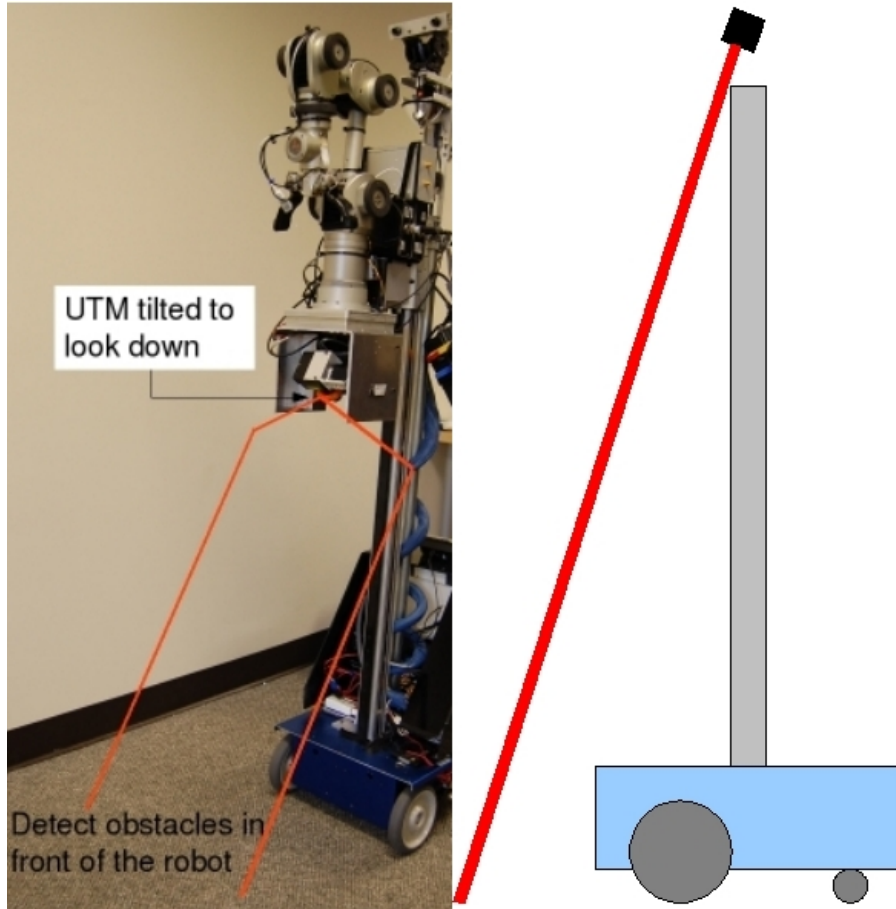 UTM tilted to
look down
Detect obstacles in
front of the robot